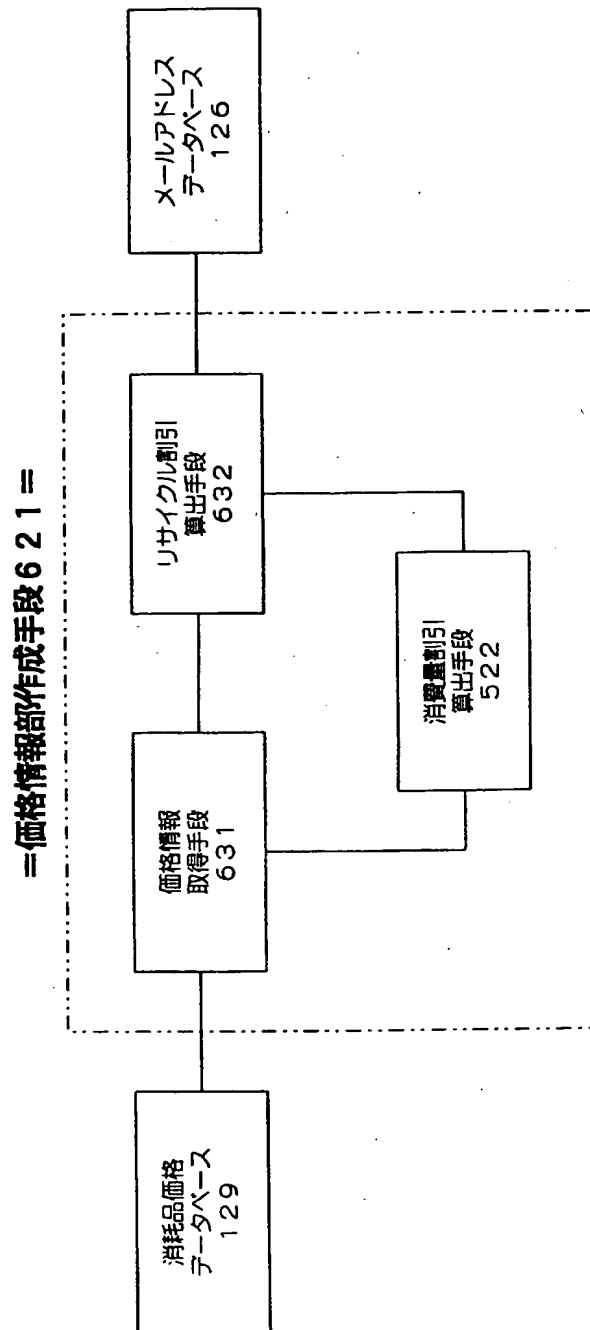 =価格情報部作成手段６２１=
消耗品価格
データベース
１２９
価格情報
取得手段
６３１
リサイクル割引
算出手段
６３２
メールアドレス
データベース
１２６
消費量割引
算出手段
５２２